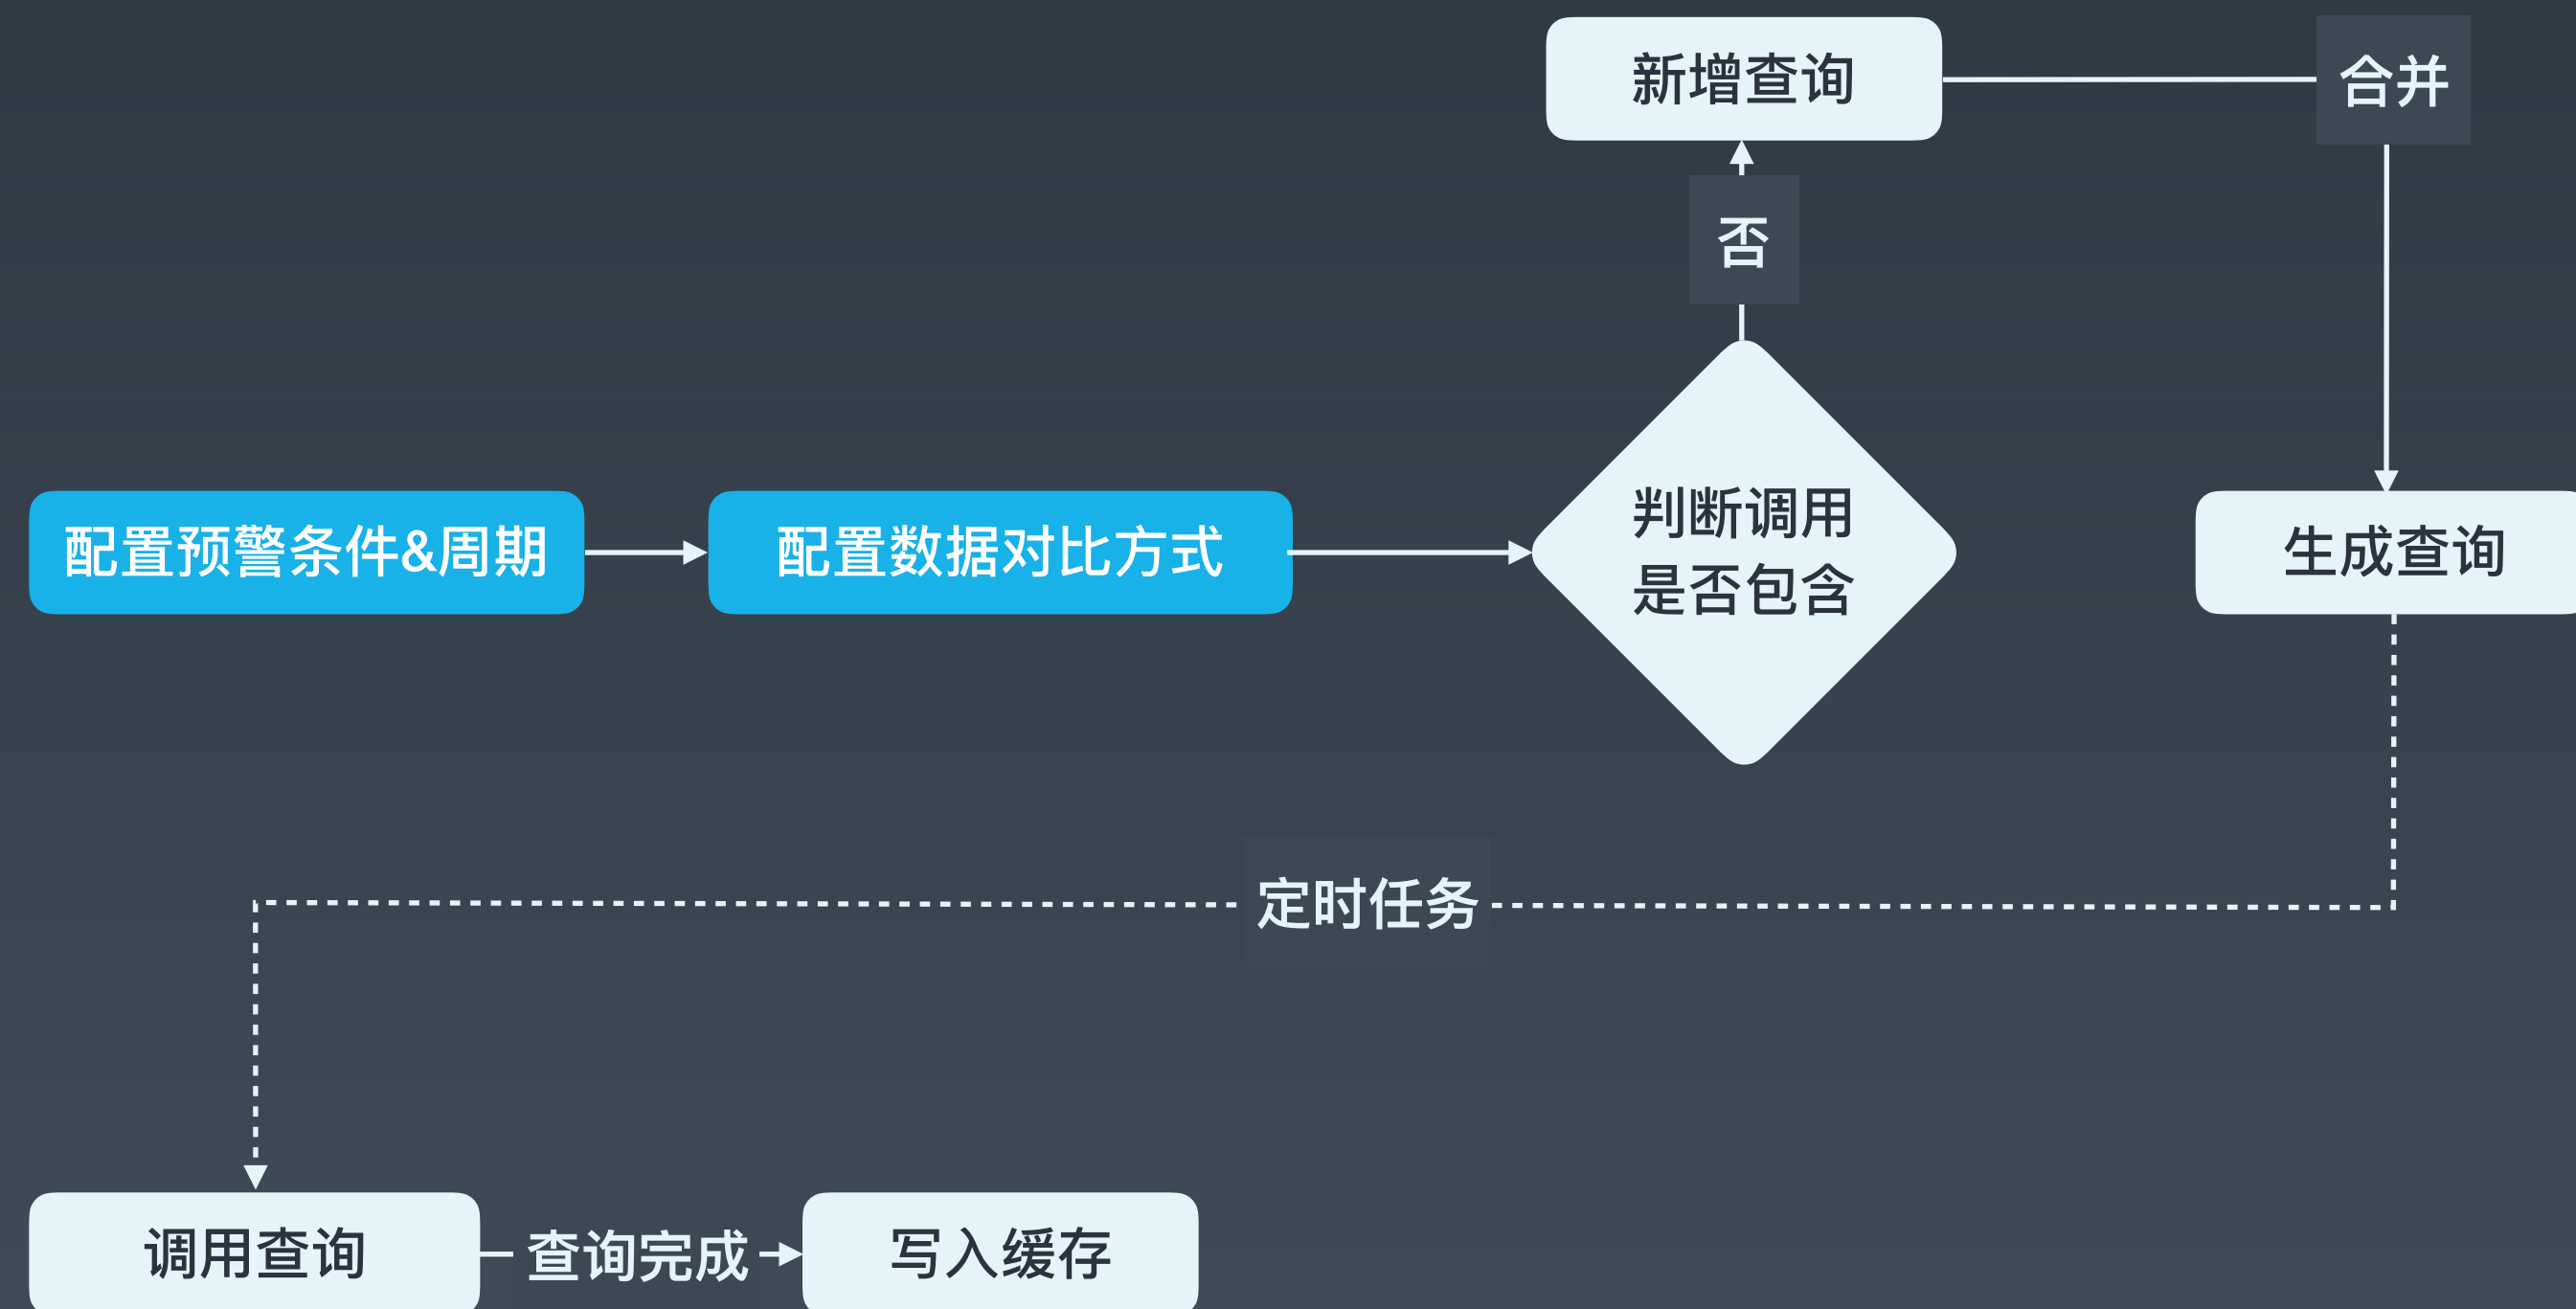 新增查询
合并
否
配置预警条件&周期
配置数据对比方式
判断调用
是否包含
生成查询
定时任务
调用查询
查询完成
写入缓存